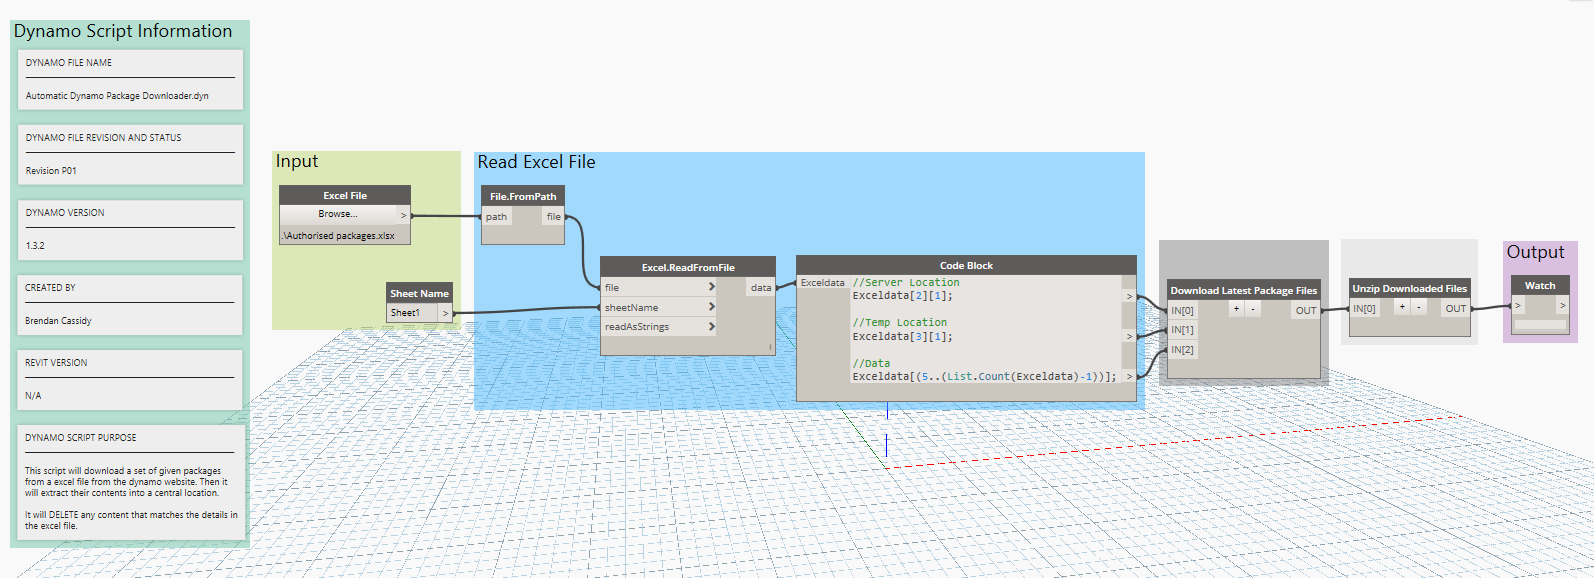 Dynamo Script Information
DYNAMO FILE NAME
Automatic Dynamo Package Downloader.dyn
DYNAMO FILE REVISION AND STATUS
Revision P01
DYNAMO VERSION
1.3.2
CREATED BY
Brendan Cassidy
REVIT VERSION
N/A
DYNAMO SCRIPT PURPOSE
This script will download a set of given packages
from a excel file from the dynamo website. Then it
will extract their contents into a central location.
It will DELETE any content that matches the details in
the excel file.
Input
Excel File
Browse... >
.\Authorised packages.xlsx
Sheet Name
Sheet1 >
Read Excel File
File.FromPath
path file
Excel.ReadFromFile
file > data
sheetName >
readAsStrings >
l
Code Block
Exceldata //Server Location
Exceldata[2][1]; >
//Temp Location
Exceldata[3][1]; >
//Data
Exceldata[(5..(List.Count(Exceldata)-1))]; >
Download Latest Package Files
IN[0] + - OUT
IN[1]
IN[2]
Unzip Downloaded Files
IN[0] + - OUT
Output
Watch
> >